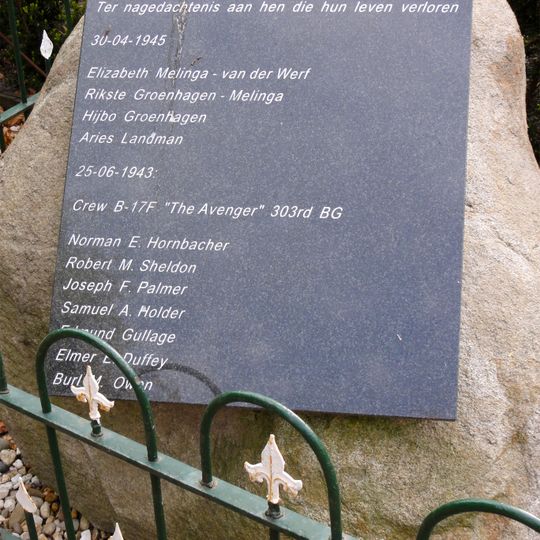 Ter nagedachtenis aan hen die hun leven verloren
30-04-1945
Elizabeth Melinga - van der Werf
Rikste Groenhagen - Melinga
Hijbo Groenhagen
Aries Landman
25-06-1943:
Crew B-17F "The Avenger" 303rd BG
Norman E. Hornbacher
Robert M. Sheldon
Joseph F. Palmer
Samuel A. Holder
Edmund Gullage
Elmer L. Duffey
Burl M. Owen